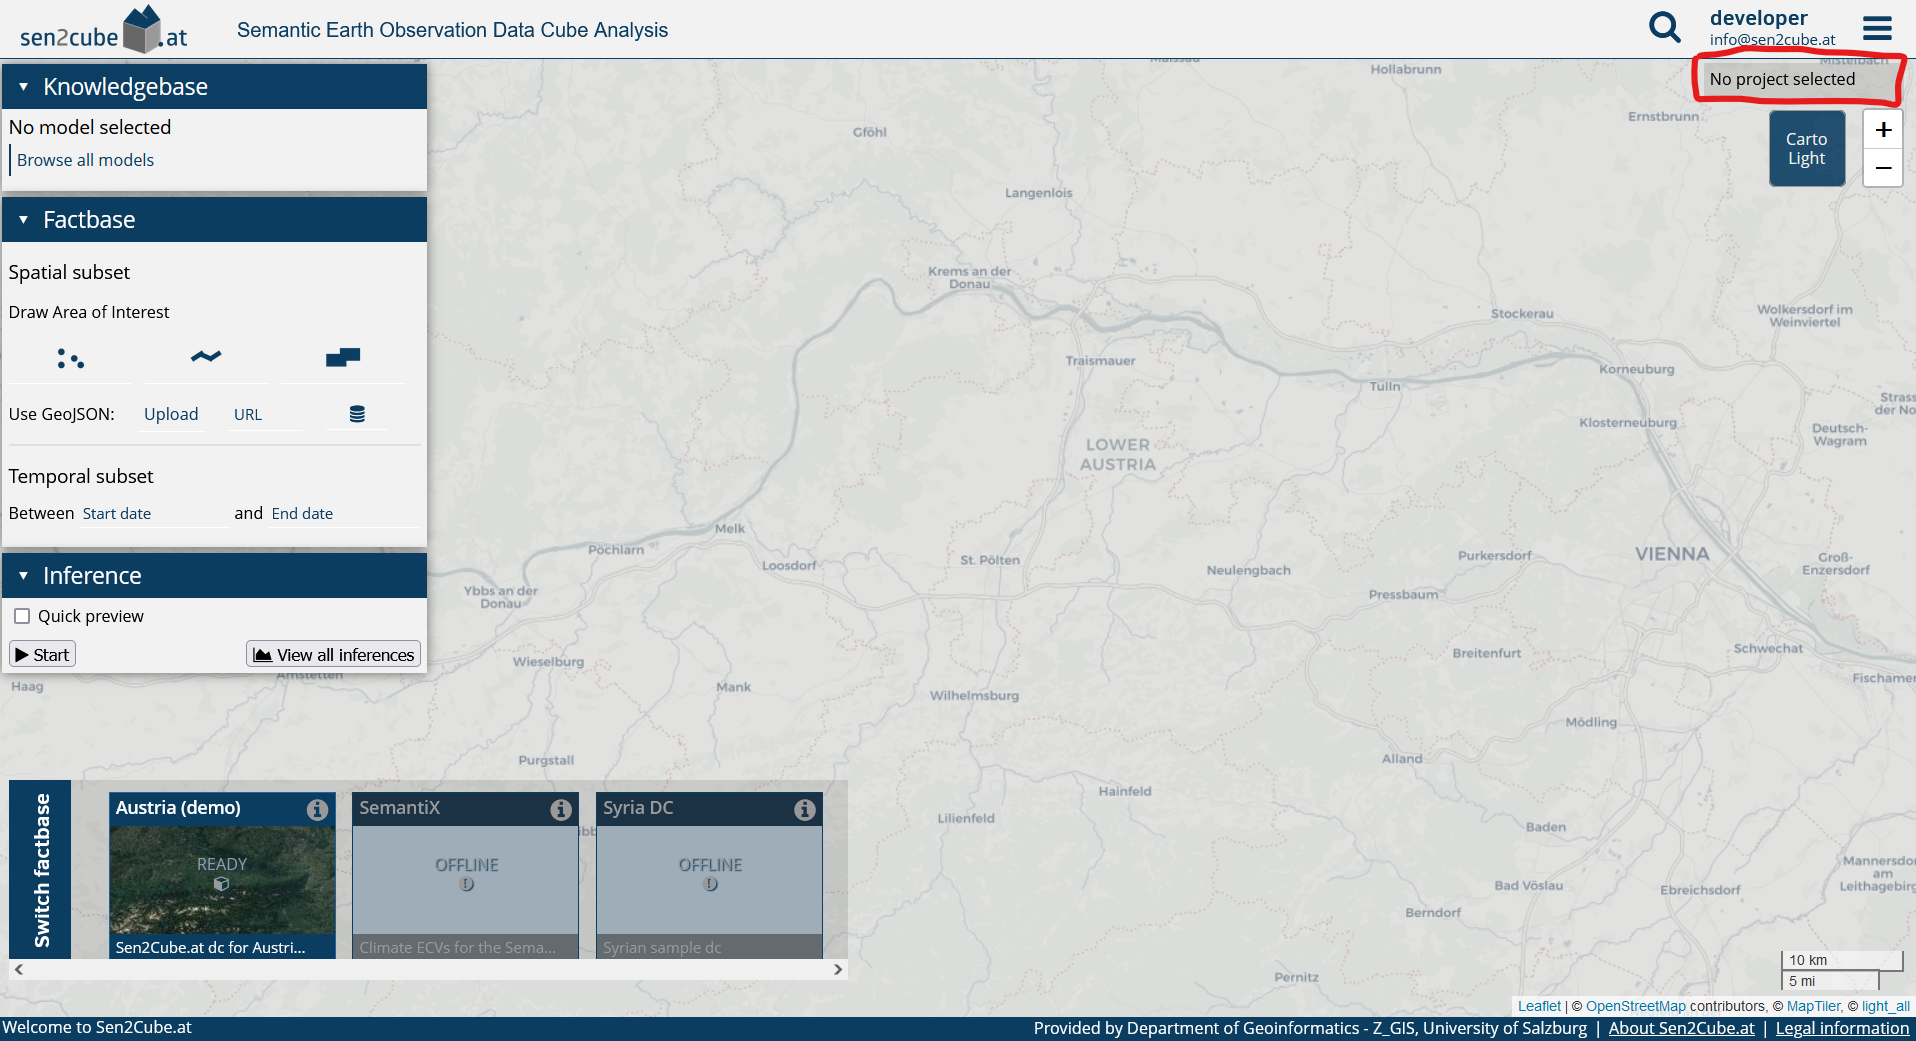 sen2cube.at
Semantic Earth Observation Data Cube Analysis
developer
info@sen2cube.at
No project selected
Knowledgebase
No model selected
Browse all models
Factbase
Spatial subset
Draw Area of Interest
Use GeoJSON: Upload URL
Temporal subset
Between Start date and End date
Inference
Quick preview
Start
View all inferences
Carto
Light
+
−
Mistelbach
Hollabrunn
Ernstbrunn
Gföhl
Langenlois
Krems an der
Donau
Stockerau
Wolkersdorf im
Weinviertel
Traismauer
Tulln
Korneuburg
Klosterneuburg
Strass
der No
Deutsch-
Wagram
LOWER
AUSTRIA
Melk
Pöchlarn
Loosdorf
St. Pölten
Neulengbach
Purkersdorf
VIENNA
Groß-
Enzersdorf
Ybbs an der
Donau
Pressbaum
Wieselburg
Breitenfurt
Schwechat
Amstetten
Haag
Mank
Wilhelmsburg
Fischamen
Mödling
Purgstall
Alland
Hainfeld
Lilienfeld
Baden
Mannersdo
am
Leithagebirg
Bad Vöslau
Ebreichsdorf
Berndorf
Pernitz
Switch factbase
Austria (demo)
READY
Sen2Cube.at dc for Austri...
SemantiX
OFFLINE
Climate ECVs for the Sema...
Syria DC
OFFLINE
Syrian sample dc
10 km
5 mi
Leaflet | © OpenStreetMap contributors, © MapTiler, © light_all
Welcome to Sen2Cube.at
Provided by Department of Geoinformatics - Z_GIS, University of Salzburg | About Sen2Cube.at | Legal information